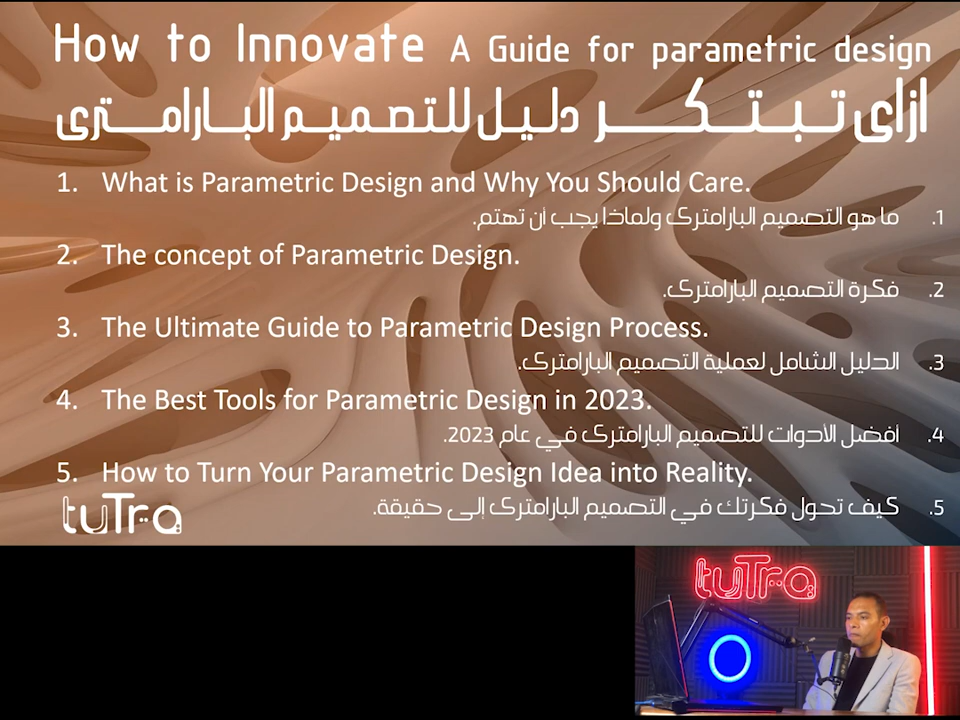 How to Innovate A Guide for parametric design
ازاى تبتكر دليل للتصميم البارامترى
1. What is Parametric Design and Why You Should Care.
1. ما هو التصميم البارامترى ولماذا يجب أن تهتم.
2. The concept of Parametric Design.
2. فكرة التصميم البارامترى.
3. The Ultimate Guide to Parametric Design Process.
3. الدليل الشامل لعملية التصميم البارامترى.
4. The Best Tools for Parametric Design in 2023.
4. أفضل الأدوات للتصميم البارامترى في عام 2023.
5. How to Turn Your Parametric Design Idea into Reality.
5. كيف تحول فكرتك في التصميم البارامترى إلى حقيقة.
tuTra
tuTra